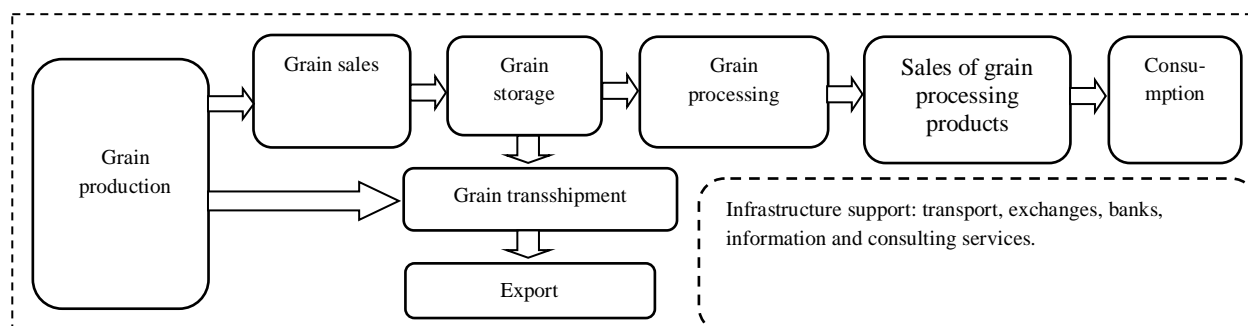 Grain
production
Grain sales
Grain
storage
Grain
processing
Sales of grain
processing
products
Consu-
mption
Grain transshipment
Export
Infrastructure support: transport, exchanges, banks,
information and consulting services.